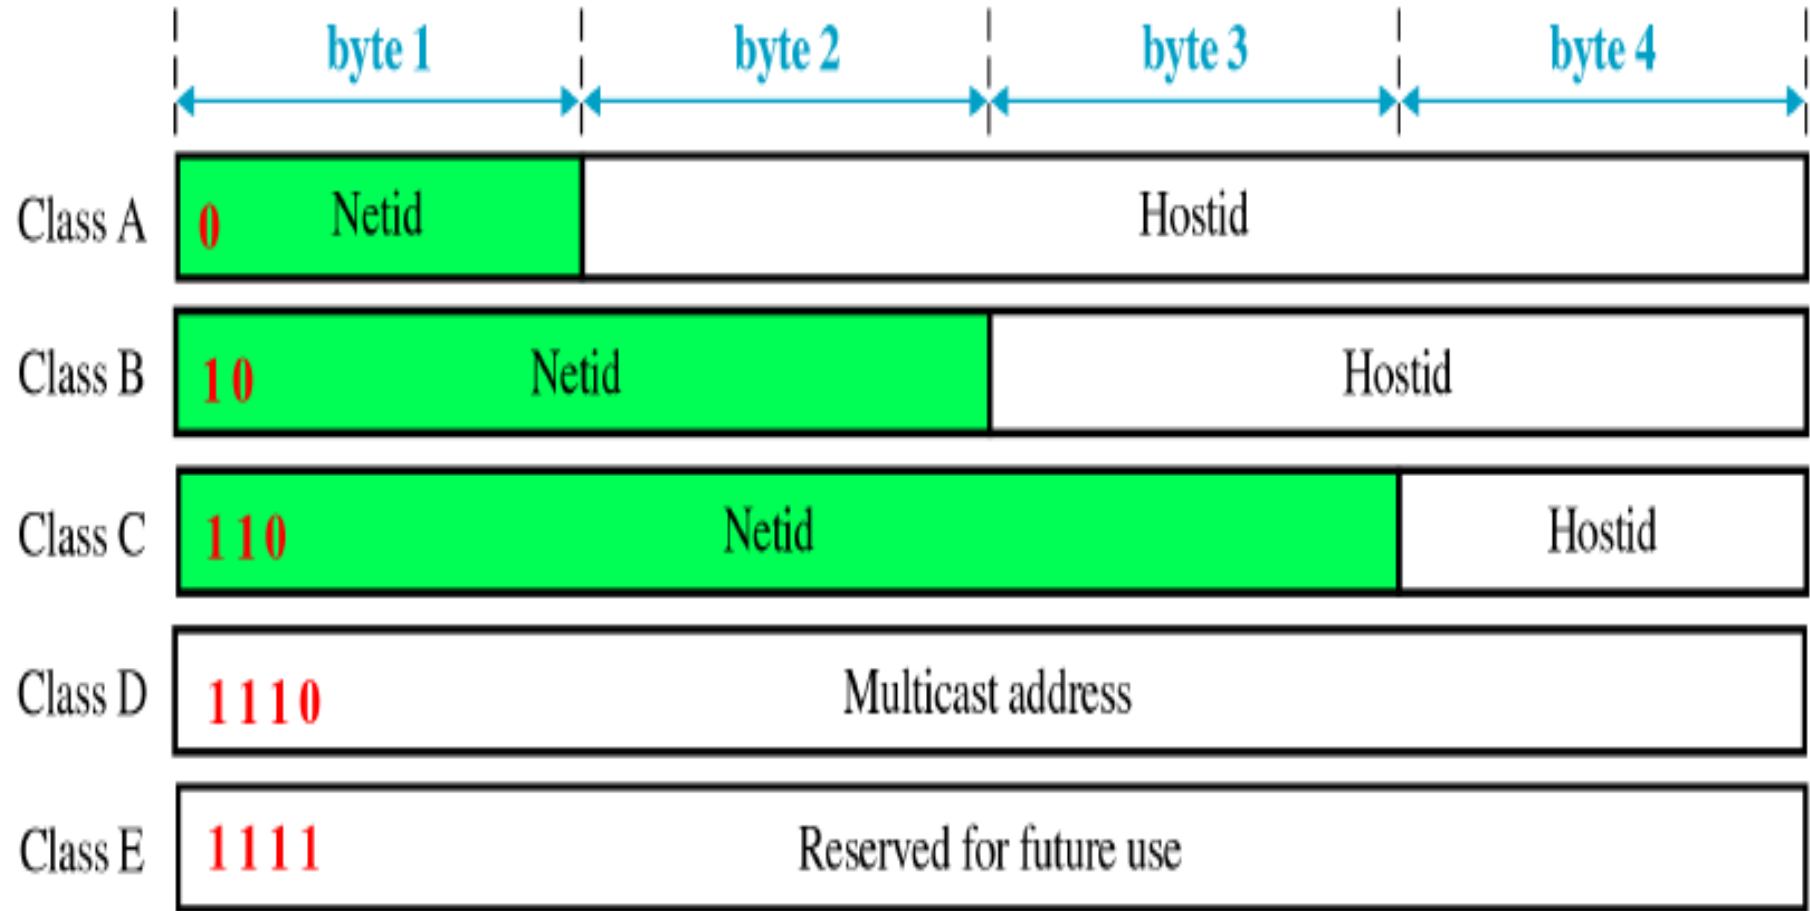 byte 1 byte 2 byte 3 byte 4
Class A 0 Netid Hostid
Class B 1 0 Netid Hostid
Class C 1 1 0 Netid Hostid
Class D 1 1 1 0 Multicast address
Class E 1 1 1 1 Reserved for future use